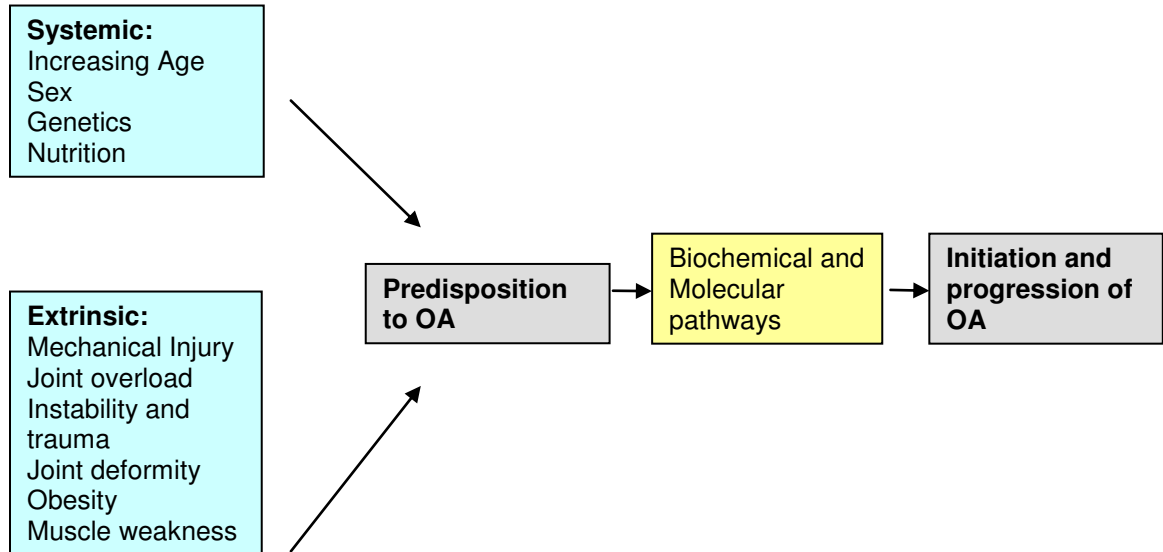 Systemic:
Increasing Age
Sex
Genetics
Nutrition
Extrinsic:
Mechanical Injury
Joint overload
Instability and
trauma
Joint deformity
Obesity
Muscle weakness
Predisposition
to OA
Biochemical and
Molecular
pathways
Initiation and
progression of
OA